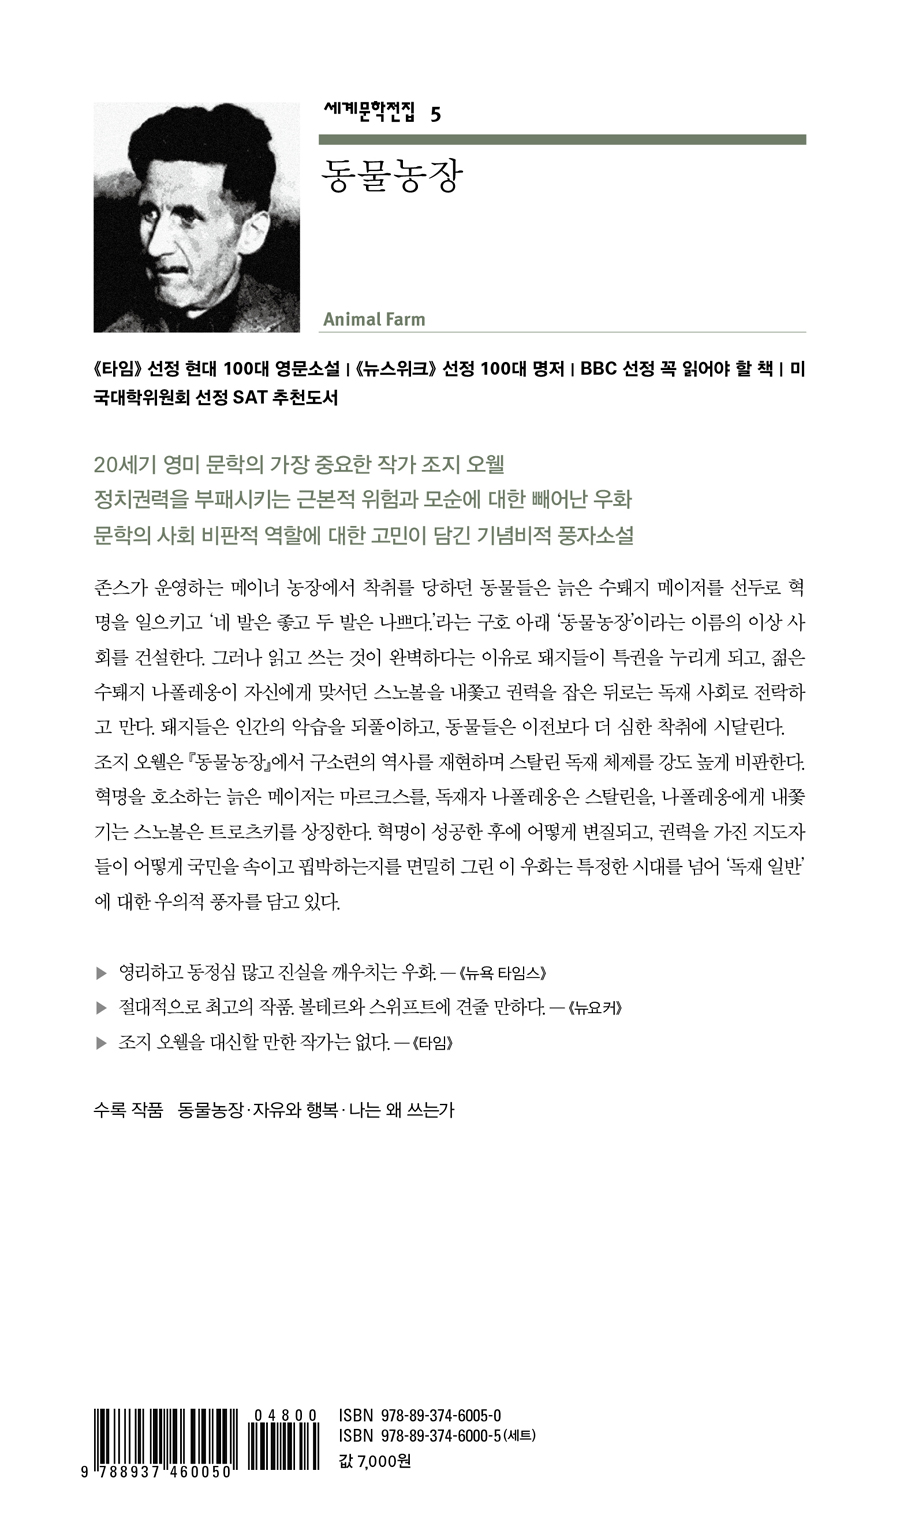 세계문학전집 5
동물농장
Animal Farm
《타임》 선정 현대 100대 영문소설 | 《뉴스위크》 선정 100대 명저 | BBC 선정 꼭 읽어야 할 책 | 미
국대학위원회 선정 SAT 추천도서
20세기 영미 문학의 가장 중요한 작가 조지 오웰
정치권력을 부패시키는 근본적 위험과 모순에 대한 빼어난 우화
문학의 사회 비판적 역할에 대한 고민이 담긴 기념비적 풍자소설
존스가 운영하는 메이너 농장에서 착취를 당하던 동물들은 늙은 수퇘지 메이저를 선두로 혁
명을 일으키고 ‘네 발은 좋고 두 발은 나쁘다.’라는 구호 아래 ‘동물농장’이라는 이름의 이상 사
회를 건설한다. 그러나 읽고 쓰는 것이 완벽하다는 이유로 돼지들이 특권을 누리게 되고, 젊은
수퇘지 나폴레옹이 자신에게 맞서던 스노볼을 내쫓고 권력을 잡은 뒤로는 독재 사회로 전락하
고 만다. 돼지들은 인간의 악습을 되풀이하고, 동물들은 이전보다 더 심한 착취에 시달린다.
조지 오웰은 『동물농장』에서 구소련의 역사를 재현하며 스탈린 독재 체제를 강도 높게 비판한다.
혁명을 호소하는 늙은 메이저는 마르크스를, 독재자 나폴레옹은 스탈린을, 나폴레옹에게 내쫓
기는 스노볼은 트로츠키를 상징한다. 혁명이 성공한 후에 어떻게 변질되고, 권력을 가진 지도자
들이 어떻게 국민을 속이고 핍박하는지를 면밀히 그린 이 우화는 특정한 시대를 넘어 ‘독재 일반’
에 대한 우의적 풍자를 담고 있다.
▶ 영리하고 동정심 많고 진실을 깨우치는 우화. ─《뉴욕 타임스》
▶ 절대적으로 최고의 작품. 볼테르와 스위프트에 견줄 만하다. ─《뉴요커》
▶ 조지 오웰을 대신할 만한 작가는 없다. ─《타임》
수록 작품 동물농장·자유와 행복·나는 왜 쓰는가
04800
9 788937 460050
ISBN 978-89-374-6005-0
ISBN 978-89-374-6000-5(세트)
값 7,000원